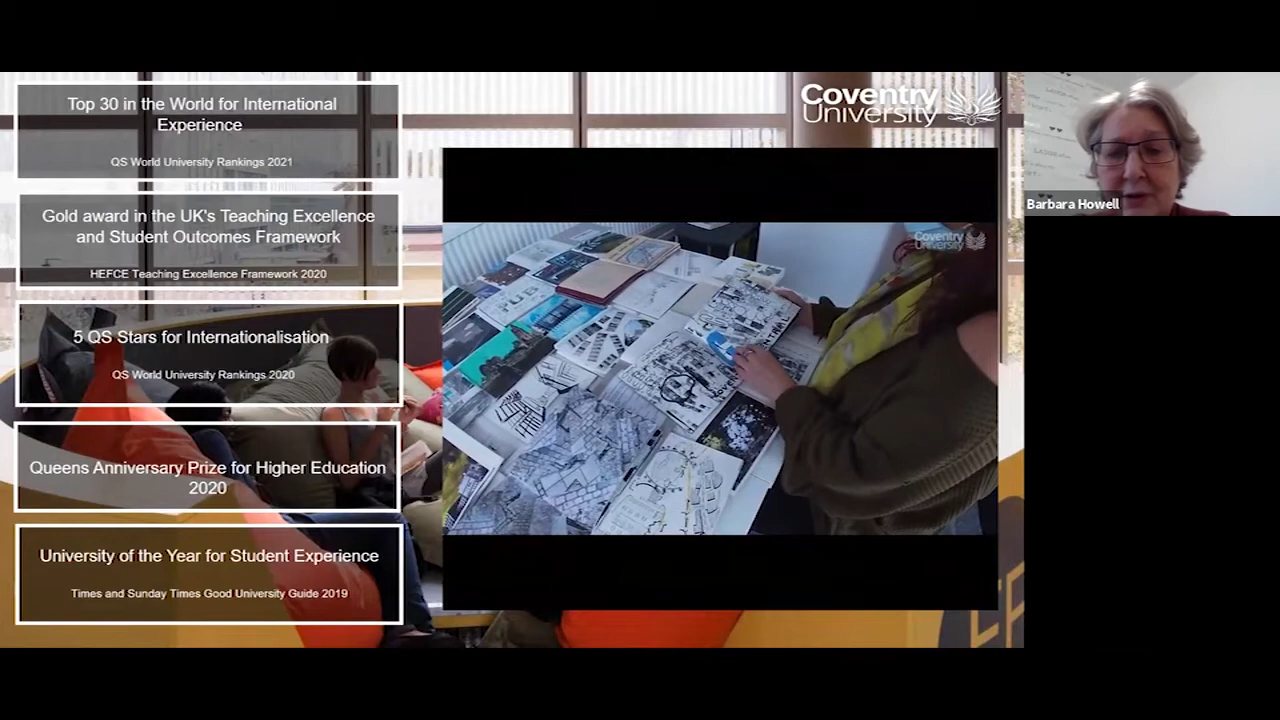 Top 30 in the World for International
Experience
QS World University Rankings 2021
Gold award in the UK's Teaching Excellence
and Student Outcomes Framework
HEFCE Teaching Excellence Framework 2020
5 QS Stars for Internationalisation
QS World University Rankings 2020
Queens Anniversary Prize for Higher Education
2020
University of the Year for Student Experience
Times and Sunday Times Good University Guide 2019
Coventry
University
Coventry
University
Barbara Howell